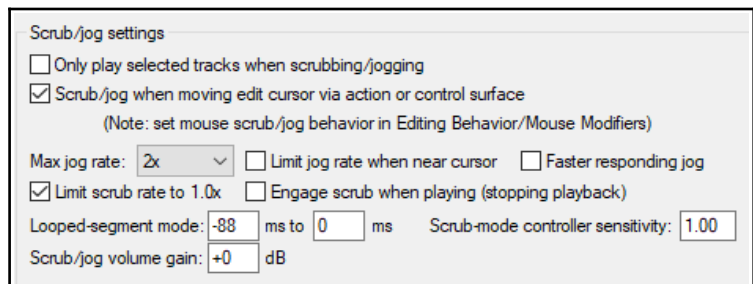 Scrub/jog settings
Only play selected tracks when scrubbing/jogging
Scrub/jog when moving edit cursor via action or control surface
(Note: set mouse scrub/jog behavior in Editing Behavior/Mouse Modifiers)
Max jog rate: 2x Limit jog rate when near cursor Faster responding jog
Limit scrub rate to 1.0x Engage scrub when playing (stopping playback)
Looped-segment mode: -88 ms to 0 ms Scrub-mode controller sensitivity: 1.00
Scrub/jog volume gain: +0 dB